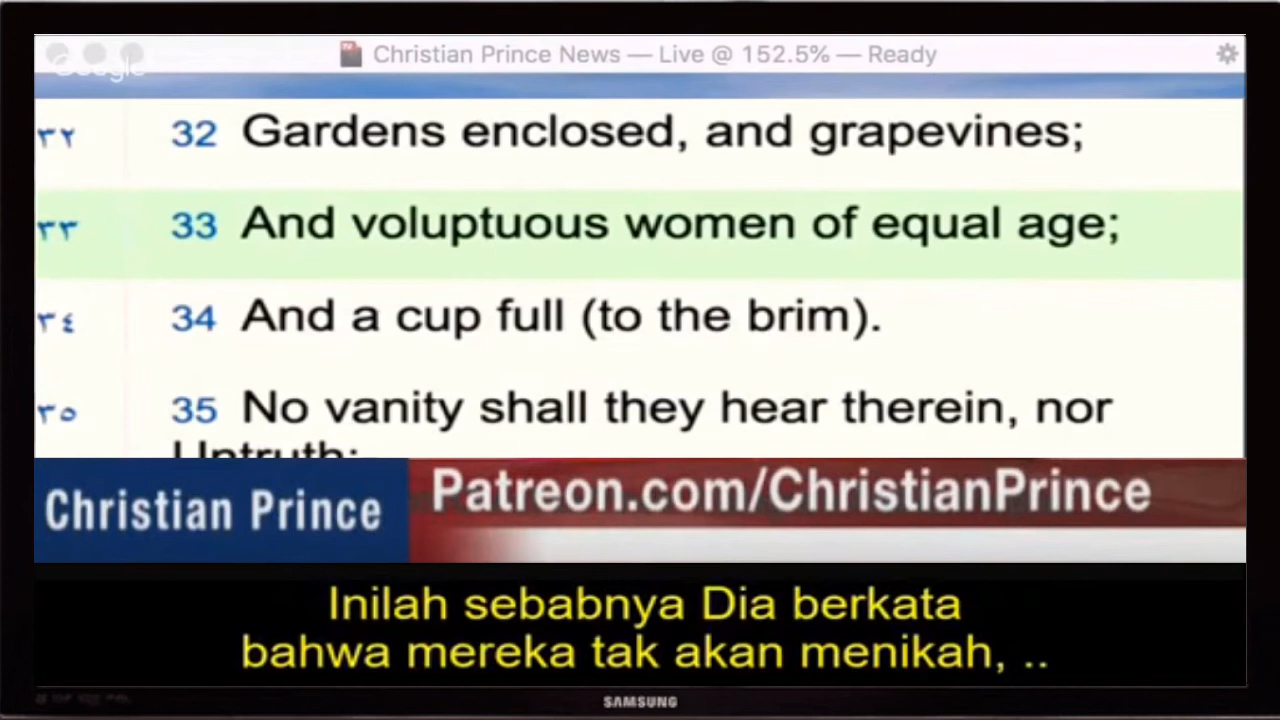 Christian Prince News — Live @ 152.5% — Ready
Google
٣٢ 32 Gardens enclosed, and grapevines;
٣٣ 33 And voluptuous women of equal age;
٣٤ 34 And a cup full (to the brim).
٣٥ 35 No vanity shall they hear therein, nor
Untruth:
Christian Prince
Patreon.com/ChristianPrince
Inilah sebabnya Dia berkata
bahwa mereka tak akan menikah, ..
SAMSUNG